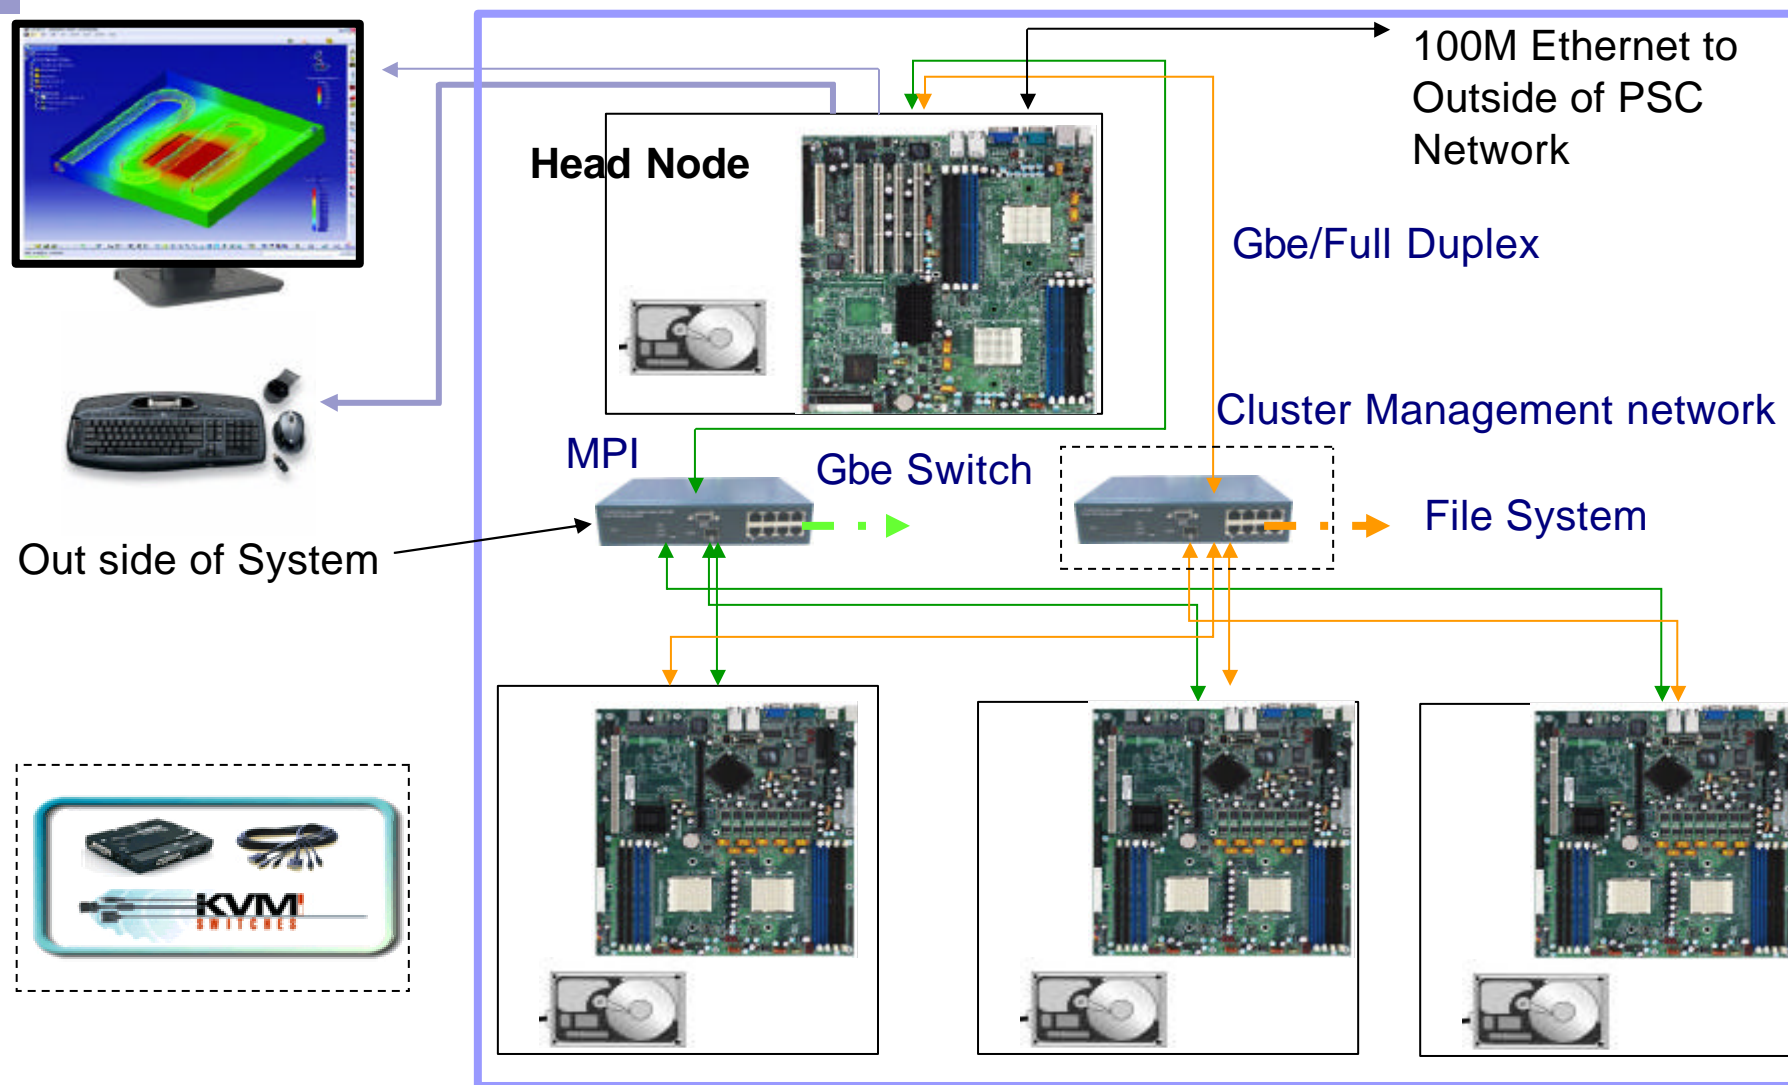 100M Ethernet to
Outside of PSC
Network
Head Node
Gbe/Full Duplex
Cluster Management network
MPI
Gbe Switch
File System
Out side of System
KVM
SWITCHES